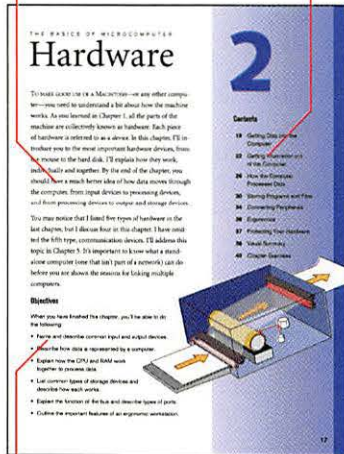 THE BASICS OF MICROCOMPUTER
Hardware
2
TO MAKE GOOD USE OF A MACINTOSH—or any other compu-
ter—you need to understand a bit about how the machine
works. As you learned in Chapter 1, all the parts of the
machine are collectively known as hardware. Each piece
of hardware is referred to as a device. In this chapter, I'll in-
troduce you to the most important hardware devices, from
the mouse to the hard disk. I'll explain how they work,
individually and together. By the end of the chapter, you
should have a much better idea of how data moves through
the computer, from input devices to processing devices,
and from processing devices to output and storage devices.
You may notice that I listed five types of hardware in the
last chapter, but I discuss four in this chapter. I have omit-
ted the fifth type, communication devices. I'll address this
topic in Chapter 5. It's important to know what a stand-
alone computer (one that isn't part of a network) can do
before you are shown the reasons for linking multiple
computers.
Objectives
When you have finished this chapter, you'll be able to do
the following:
• Name and describe common input and output devices.
• Describe how data is represented by a computer.
• Explain how the CPU and RAM work
together to process data.
• List common types of storage devices and
describe how each works.
• Explain the function of the bus and describe types of ports.
• Outline the important features of an ergonomic workstation.
Contents
18 Getting Data into the
Computer
22 Getting Information out
of the Computer
26 How the Computer
Processes Data
30 Storing Programs and Files
34 Connecting Peripherals
36 Ergonomics
37 Protecting Your Hardware
38 Visual Summary
40 Chapter Exercises
17